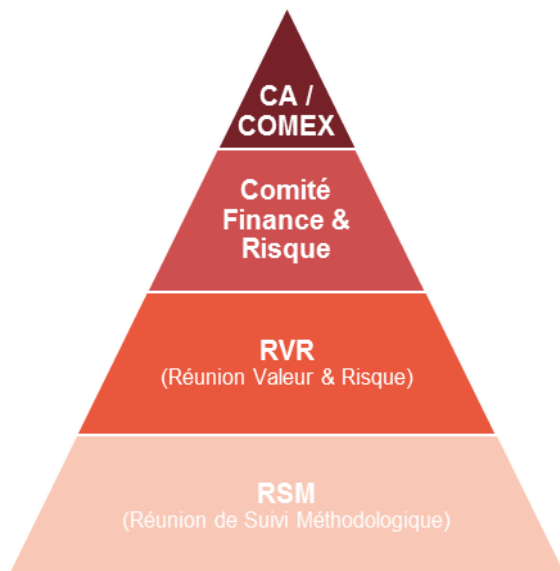 CA /
COMEX
Comité
Finance &
Risque
RVR
(Réunion Valeur & Risque)
RSM
(Réunion de Suivi Méthodologique)